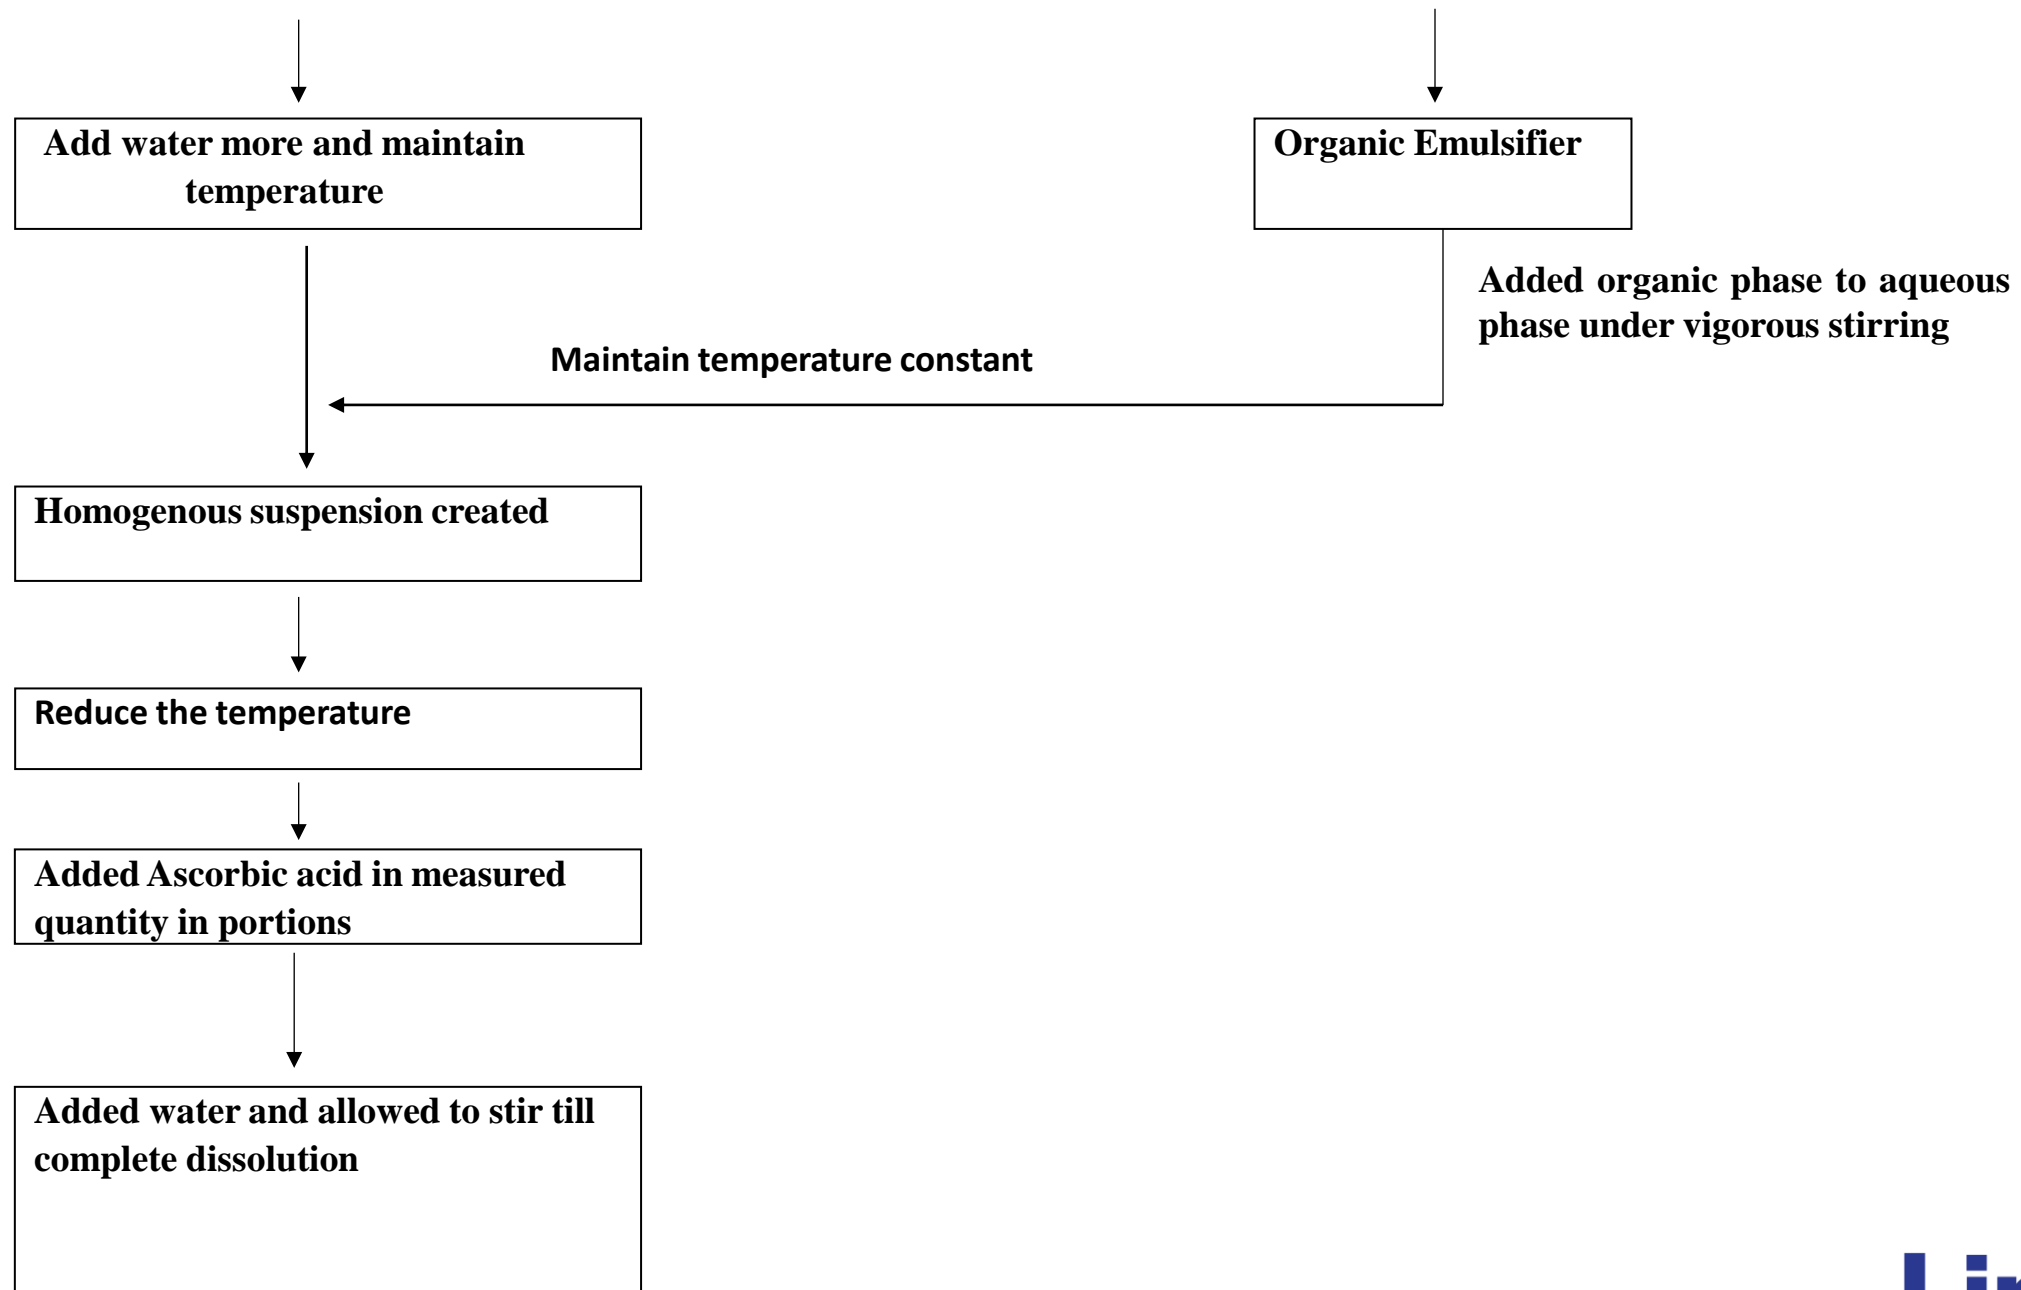 Add water more and maintain
temperature
Organic Emulsifier
Added organic phase to aqueous
phase under vigorous stirring
Maintain temperature constant
Homogenous suspension created
Reduce the temperature
Added Ascorbic acid in measured
quantity in portions
Added water and allowed to stir till
complete dissolution